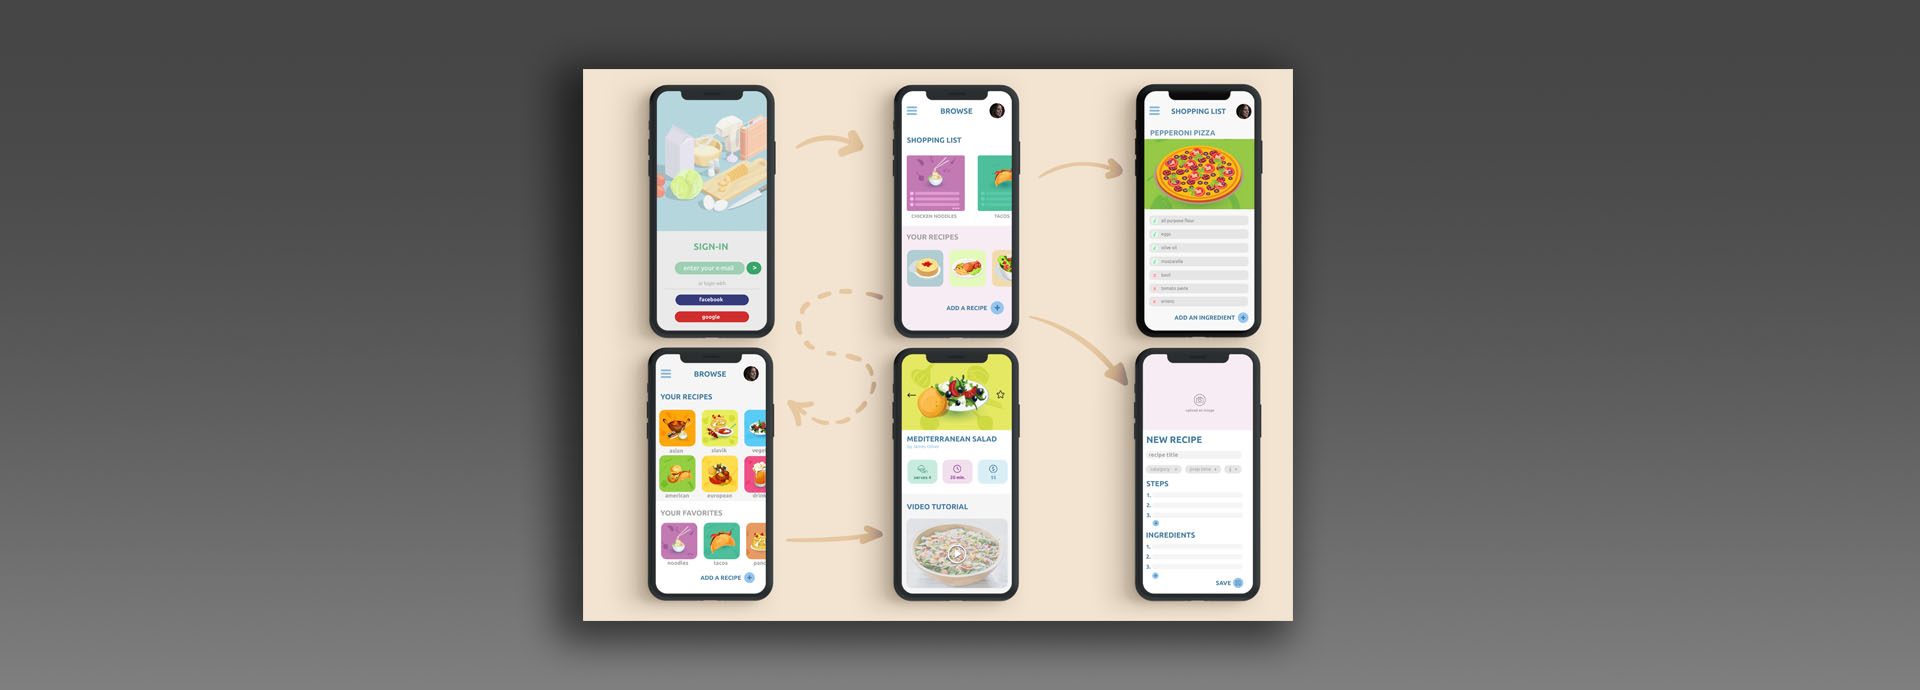 SIGN-IN
enter your e-mail
>
or login with
facebook
google
BROWSE
SHOPPING LIST
CHICKEN NOODLES
TACOS
YOUR RECIPES
ADD A RECIPE +
SHOPPING LIST
PEPPERONI PIZZA
all purpose flour
eggs
olive oil
mozzarella
basil
tomato paste
onions
ADD AN INGREDIENT +
BROWSE
YOUR RECIPES
asian
slavik
vege
american
european
drin
YOUR FAVORITES
noodles
tacos
panc
ADD A RECIPE +
MEDITERRANEAN SALAD
by James Oliver
serves 4
20 min.
$
$$
VIDEO TUTORIAL
upload an image
NEW RECIPE
recipe title
category
prep time
STEPS
1.
2.
3.
INGREDIENTS
1.
2.
3.
SAVE